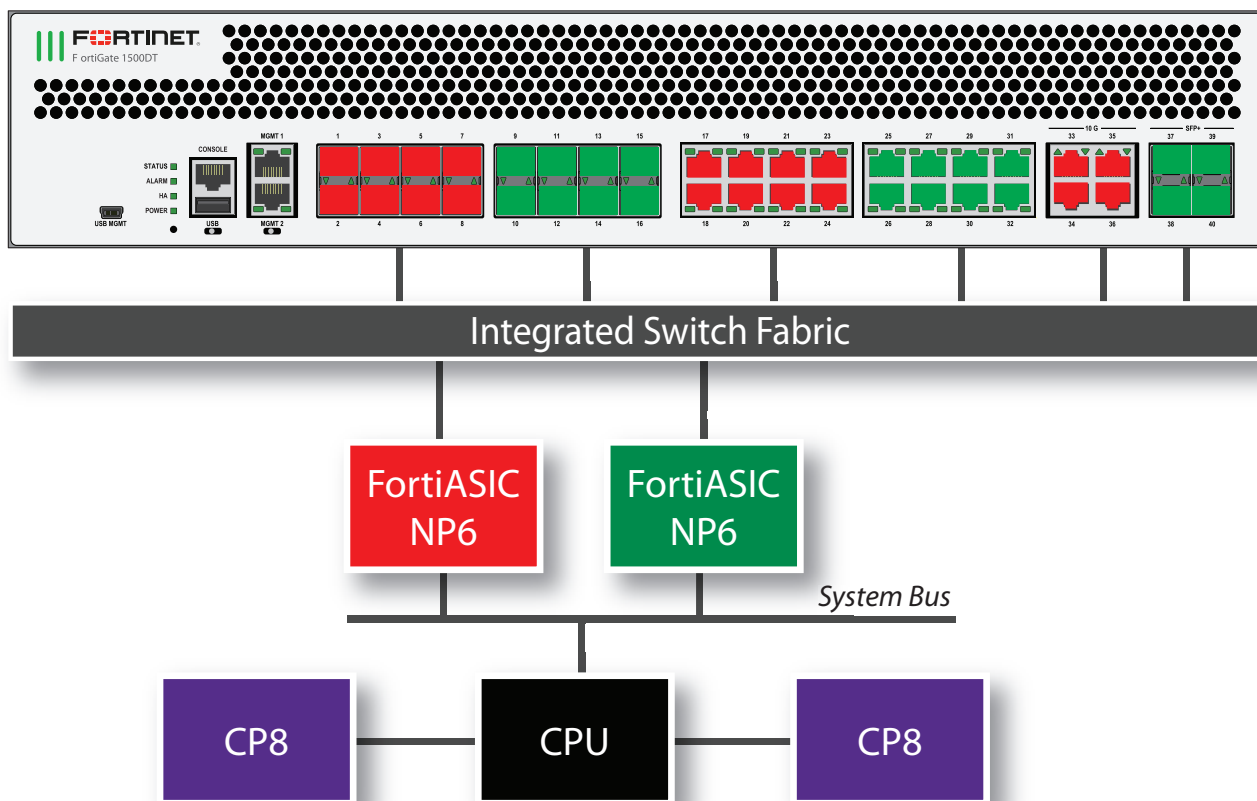 FORTINET
F ortiGate 1500DT
STATUS
ALARM
HA
POWER
USB MGMT
CONSOLE
USB
MGMT 1
MGMT 2
1 3 5 7
2 4 6 8
9 11 13 15
10 12 14 16
17 19 21 23
18 20 22 24
25 27 29 31
26 28 30 32
10 G
33 35
34 36
SFP+
37 39
38 40
Integrated Switch Fabric
FortiASIC
NP6
FortiASIC
NP6
System Bus
CP8
CPU
CP8